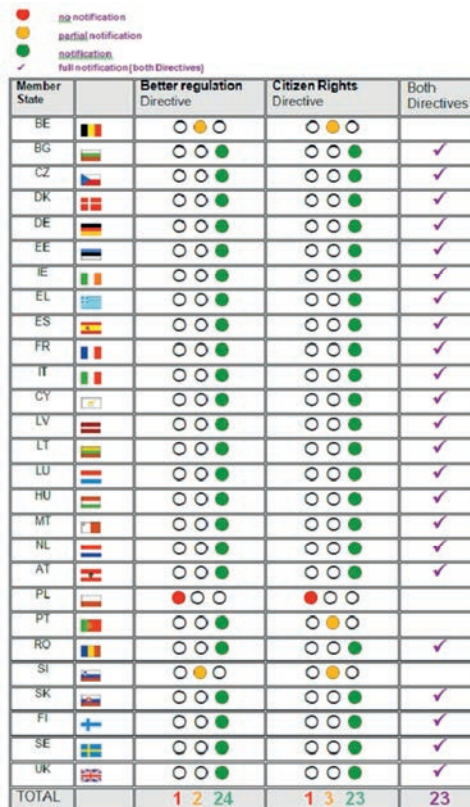 no notification
partial notification
notification
✓ full notification (both Directives)
Member State Better regulation Directive Citizen Rights Directive Both Directives
BE
BG ✓
CZ ✓
DK ✓
DE ✓
EE ✓
IE ✓
EL ✓
ES ✓
FR ✓
IT ✓
CY ✓
LV ✓
LT ✓
LU ✓
HU ✓
MT ✓
NL ✓
AT ✓
PL
PT
RO ✓
SI
SK ✓
FI ✓
SE ✓
UK ✓
TOTAL 1 2 24 1 3 23 23